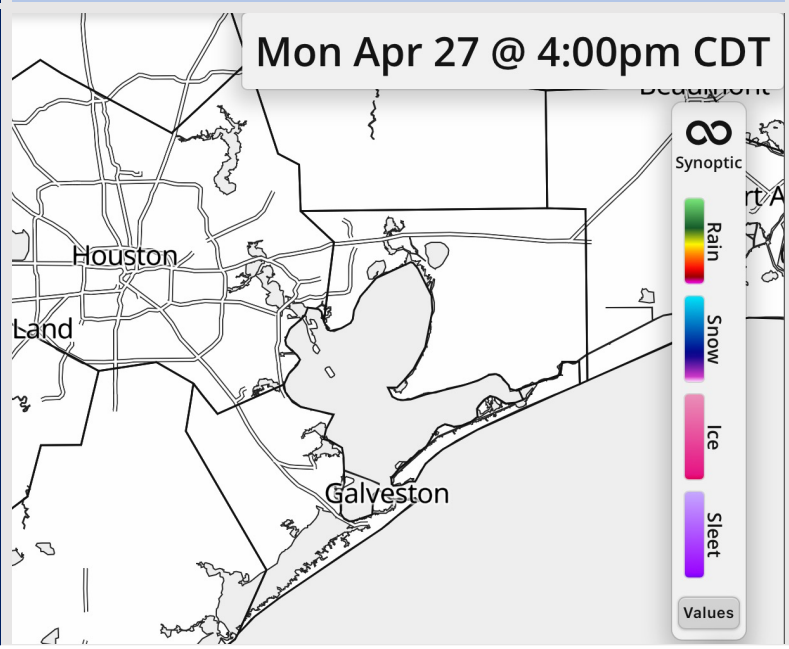 Mon Apr 27 @ 4:00pm CDT
Synoptic
Rain
Houston
Land
Snow
Ice
Galveston
Sleet
Values